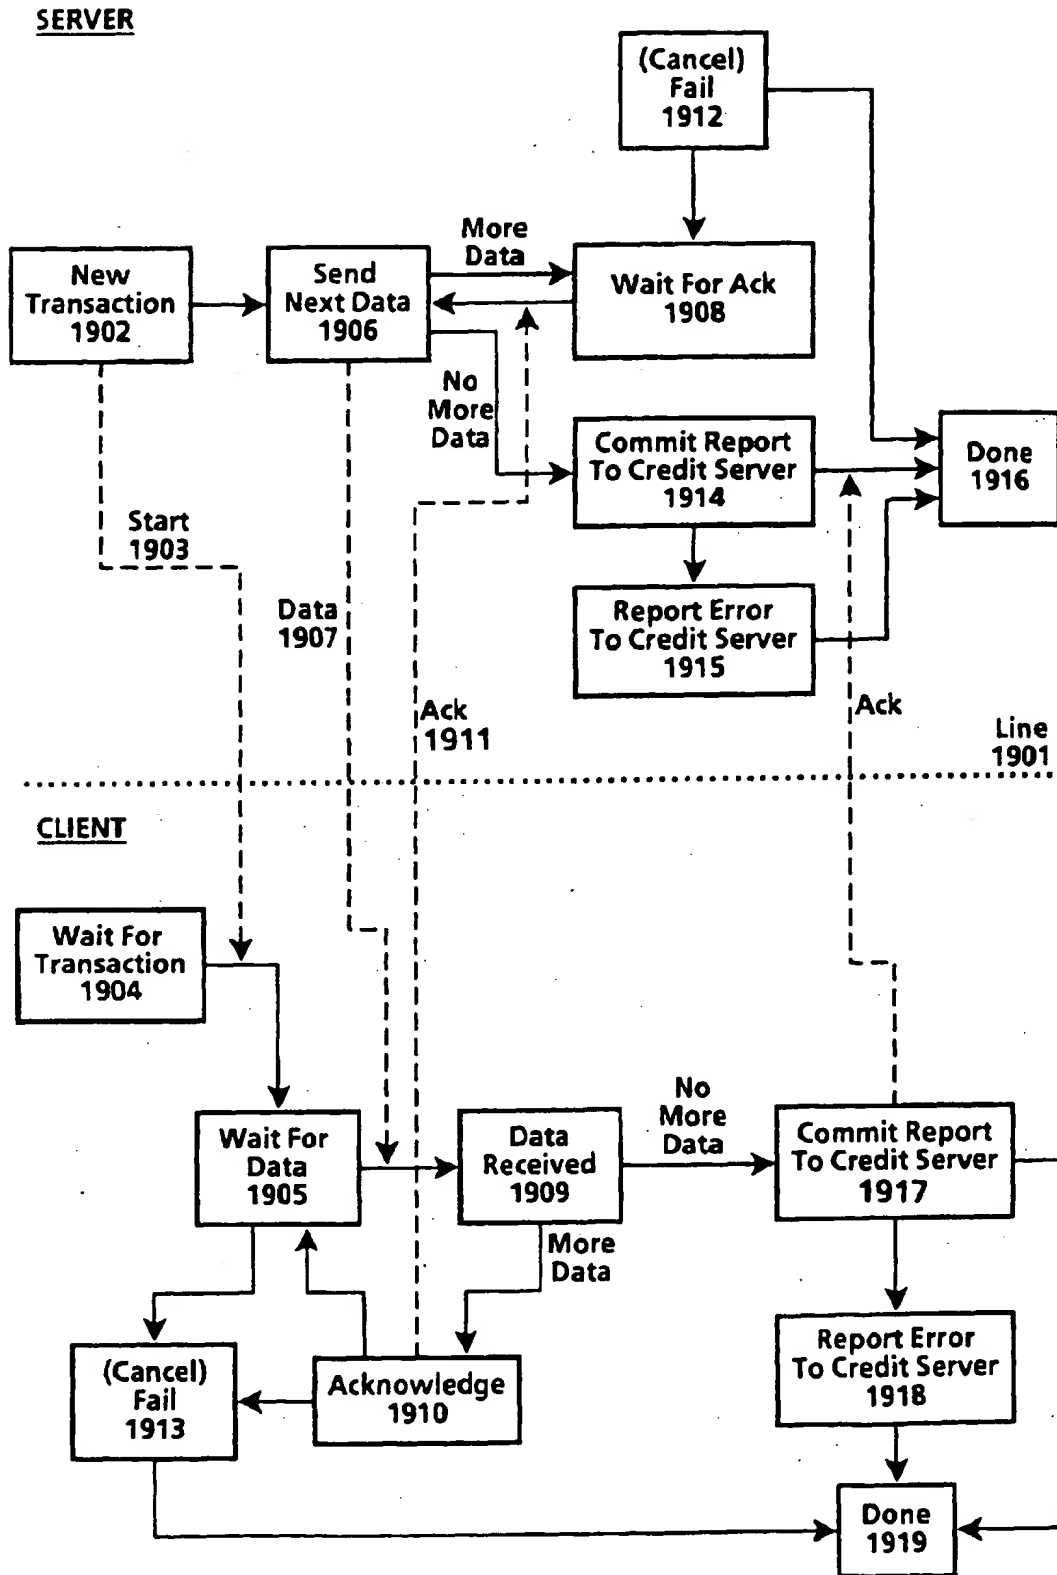 SERVER
(Cancel)
Fail
1912
New
Transaction
1902
Send
Next Data
1906
More
Data
Wait For Ack
1908
No
More
Data
Commit Report
To Credit Server
1914
Done
1916
Start
1903
Data
1907
Report Error
To Credit Server
1915
Ack
1911
Ack
Line
1901
CLIENT
Wait For
Transaction
1904
Wait For
Data
1905
Data
Received
1909
No
More
Data
Commit Report
To Credit Server
1917
More
Data
(Cancel)
Fail
1913
Acknowledge
1910
Report Error
To Credit Server
1918
Done
1919